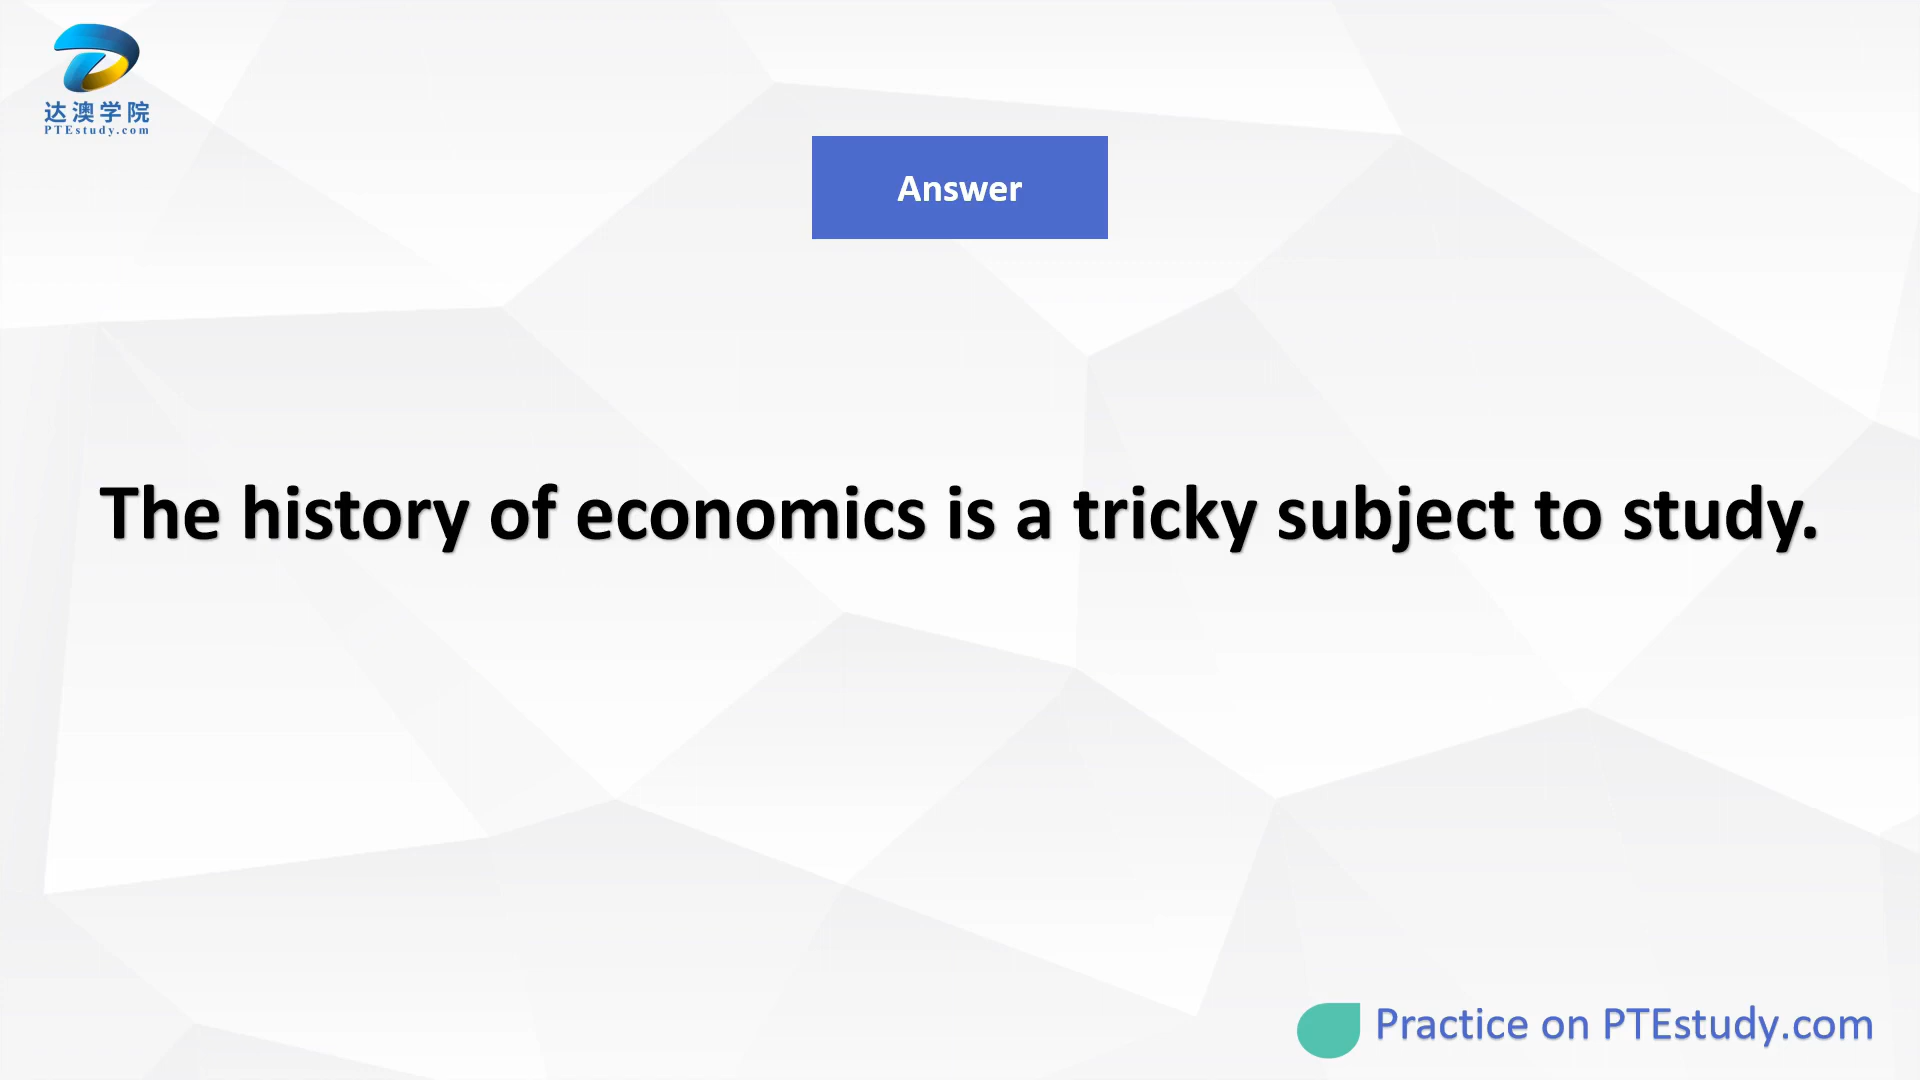 达澳学院
PTEstudy.com
Answer
The history of economics is a tricky subject to study.
Practice on PTEstudy.com